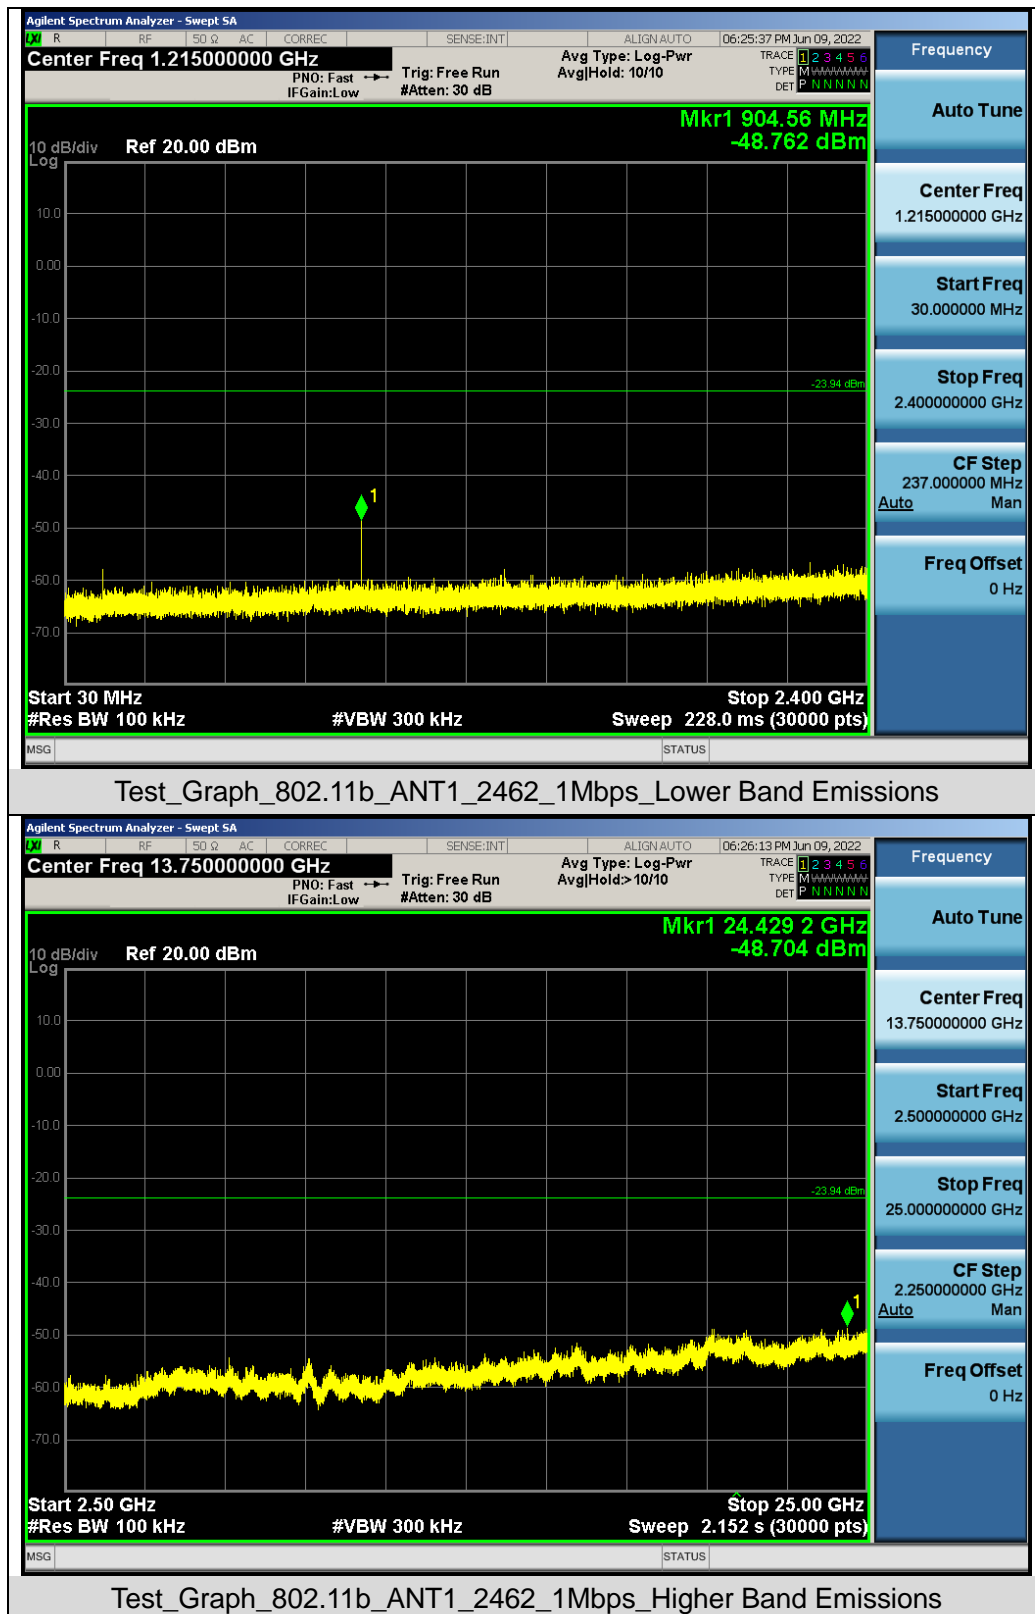 Agilent Spectrum Analyzer - Swept SA
LXI R RF 50 Ω AC CORREC SENSE:INT ALIGN AUTO 06:25:37 PM Jun 09, 2022
Center Freq 1.215000000 GHz
PNO: Fast
IFGain:Low
Trig: Free Run
#Atten: 30 dB
Avg Type: Log-Pwr
Avg|Hold: 10/10
TRACE 1 2 3 4 5 6
TYPE M WWWWW
DET P N N N N N
Mkr1 904.56 MHz
-48.762 dBm
10 dB/div Ref 20.00 dBm
Log
10.0
0.00
-10.0
-20.0
-23.94 dBm
-30.0
-40.0
1
-50.0
-60.0
-70.0
Start 30 MHz Stop 2.400 GHz
#Res BW 100 kHz #VBW 300 kHz Sweep 228.0 ms (30000 pts)
MSG STATUS
Frequency
Auto Tune
Center Freq
1.215000000 GHz
Start Freq
30.000000 MHz
Stop Freq
2.400000000 GHz
CF Step
237.000000 MHz
Auto Man
Freq Offset
0 Hz
Test_Graph_802.11b_ANT1_2462_1Mbps_Lower Band Emissions
Agilent Spectrum Analyzer - Swept SA
LXI R RF 50 Ω AC CORREC SENSE:INT ALIGN AUTO 06:26:13 PM Jun 09, 2022
Center Freq 13.750000000 GHz
PNO: Fast
IFGain:Low
Trig: Free Run
#Atten: 30 dB
Avg Type: Log-Pwr
Avg|Hold:> 10/10
TRACE 1 2 3 4 5 6
TYPE M WWWWW
DET P N N N N N
Mkr1 24.429 2 GHz
-48.704 dBm
10 dB/div Ref 20.00 dBm
Log
10.0
0.00
-10.0
-20.0
-23.94 dBm
-30.0
-40.0
1
-50.0
-60.0
-70.0
Start 2.50 GHz Stop 25.00 GHz
#Res BW 100 kHz #VBW 300 kHz Sweep 2.152 s (30000 pts)
MSG STATUS
Frequency
Auto Tune
Center Freq
13.750000000 GHz
Start Freq
2.500000000 GHz
Stop Freq
25.000000000 GHz
CF Step
2.250000000 GHz
Auto Man
Freq Offset
0 Hz
Test_Graph_802.11b_ANT1_2462_1Mbps_Higher Band Emissions